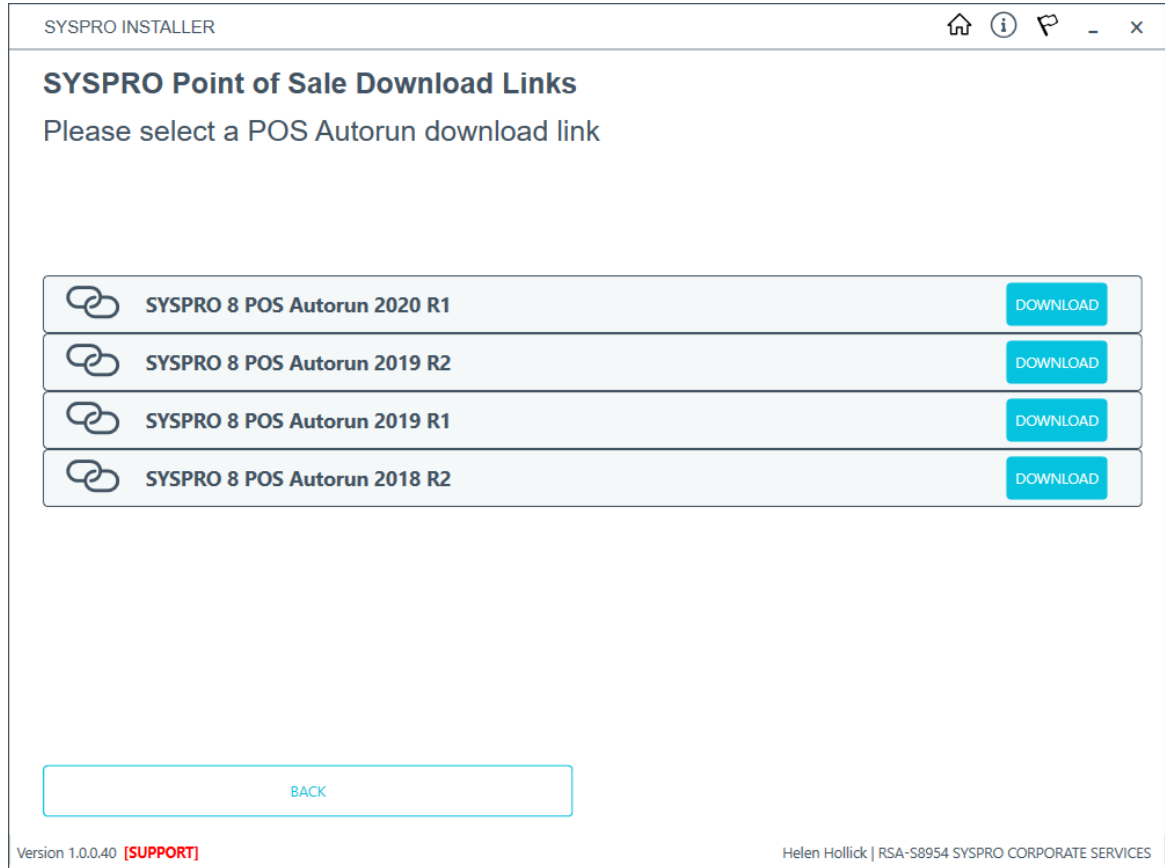 SYSPRO INSTALLER
SYSPRO Point of Sale Download Links
Please select a POS Autorun download link
SYSPRO 8 POS Autorun 2020 R1 DOWNLOAD
SYSPRO 8 POS Autorun 2019 R2 DOWNLOAD
SYSPRO 8 POS Autorun 2019 R1 DOWNLOAD
SYSPRO 8 POS Autorun 2018 R2 DOWNLOAD
BACK
Version 1.0.0.40 [SUPPORT] Helen Hollick | RSA-S8954 SYSPRO CORPORATE SERVICES